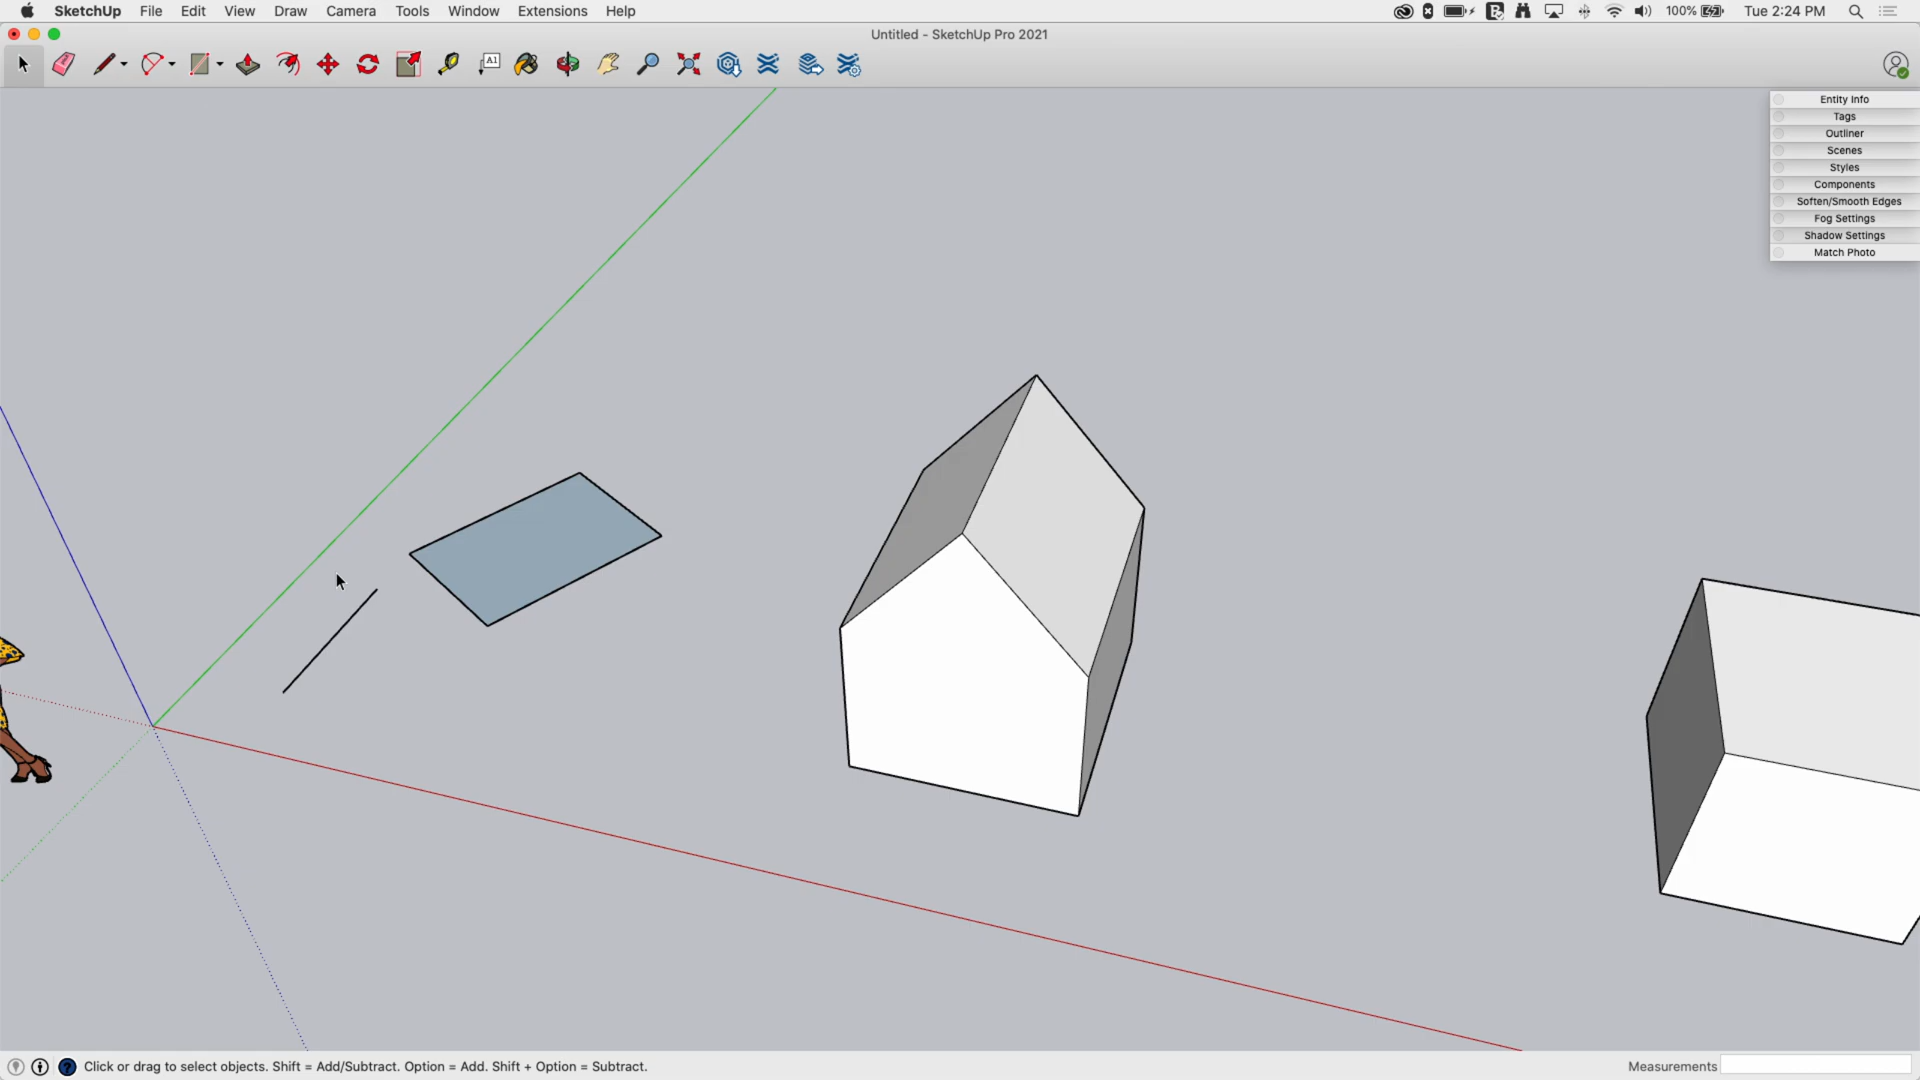 SketchUp File Edit View Draw Camera Tools Window Extensions Help 100% Tue 2:24 PM
Untitled - SketchUp Pro 2021
A1
Entity Info
Tags
Outliner
Scenes
Styles
Components
Soften/Smooth Edges
Fog Settings
Shadow Settings
Match Photo
Click or drag to select objects. Shift = Add/Subtract. Option = Add. Shift + Option = Subtract. Measurements